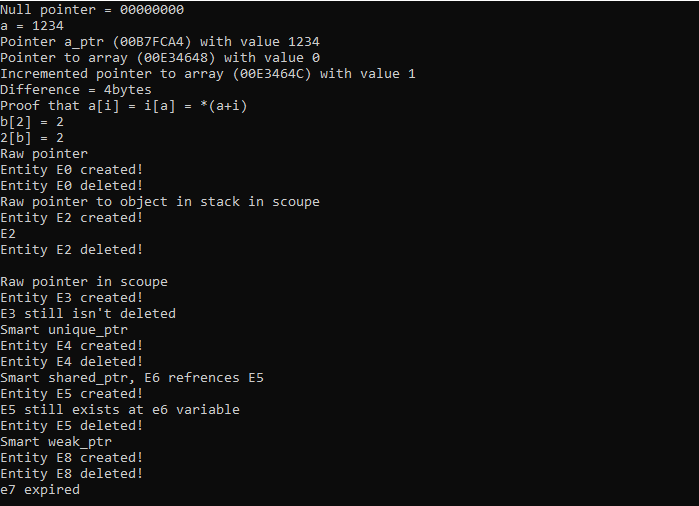 Null pointer = 00000000
a = 1234
Pointer a_ptr (00B7FCA4) with value 1234
Pointer to array (00E34648) with value 0
Incremented pointer to array (00E3464C) with value 1
Difference = 4bytes
Proof that a[i] = i[a] = *(a+i)
b[2] = 2
2[b] = 2
Raw pointer
Entity E0 created!
Entity E0 deleted!
Raw pointer to object in stack in scoupe
Entity E2 created!
E2
Entity E2 deleted!

Raw pointer in scoupe
Entity E3 created!
E3 still isn't deleted
Smart unique_ptr
Entity E4 created!
Entity E4 deleted!
Smart shared_ptr, E6 refrences E5
Entity E5 created!
E5 still exists at e6 variable
Entity E5 deleted!
Smart weak_ptr
Entity E8 created!
Entity E8 deleted!
e7 expired